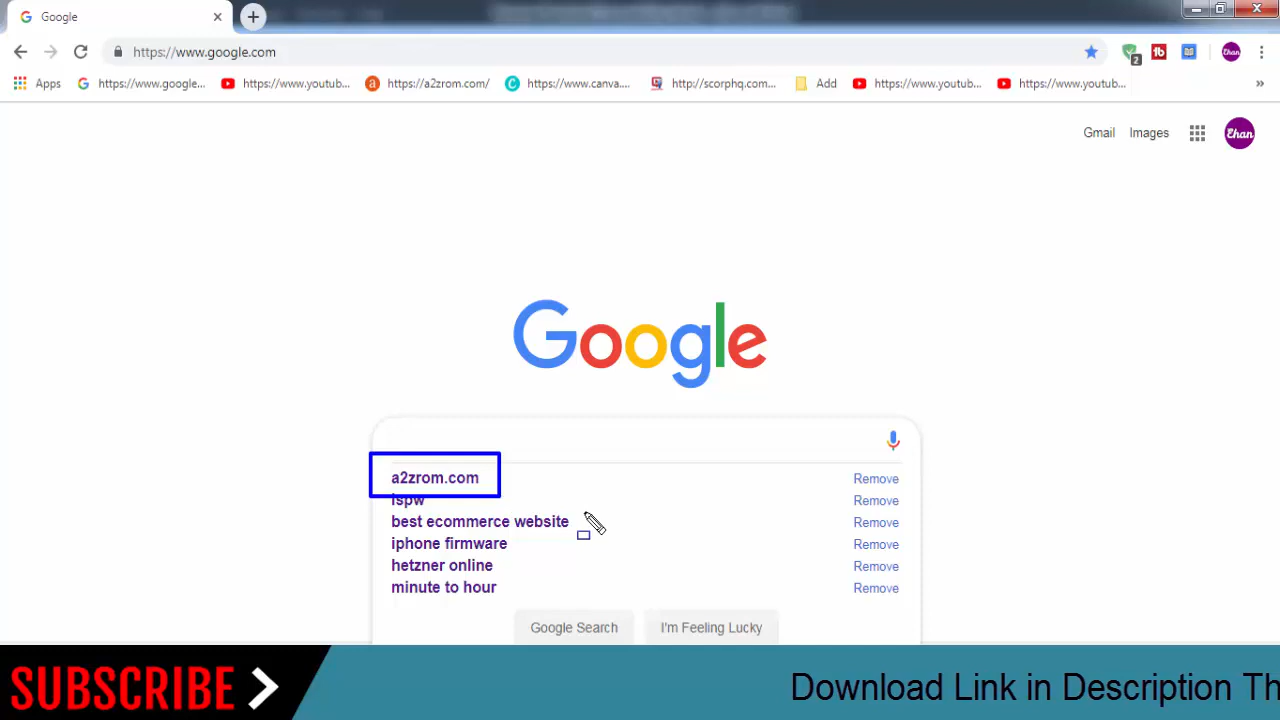 Google
https://www.google.com
2
Ehan
Apps
https://www.google...
https://www.youtub...
https://a2zrom.com/
https://www.canva....
http://scorphq.com...
Add
https://www.youtub...
https://www.youtub...
»
Gmail
Images
Ehan
Google
a2zrom.com
Remove
ispw
Remove
best ecommerce website
Remove
iphone firmware
Remove
hetzner online
Remove
minute to hour
Remove
Google Search
I'm Feeling Lucky
SUBSCRIBE
Download Link in Description Th